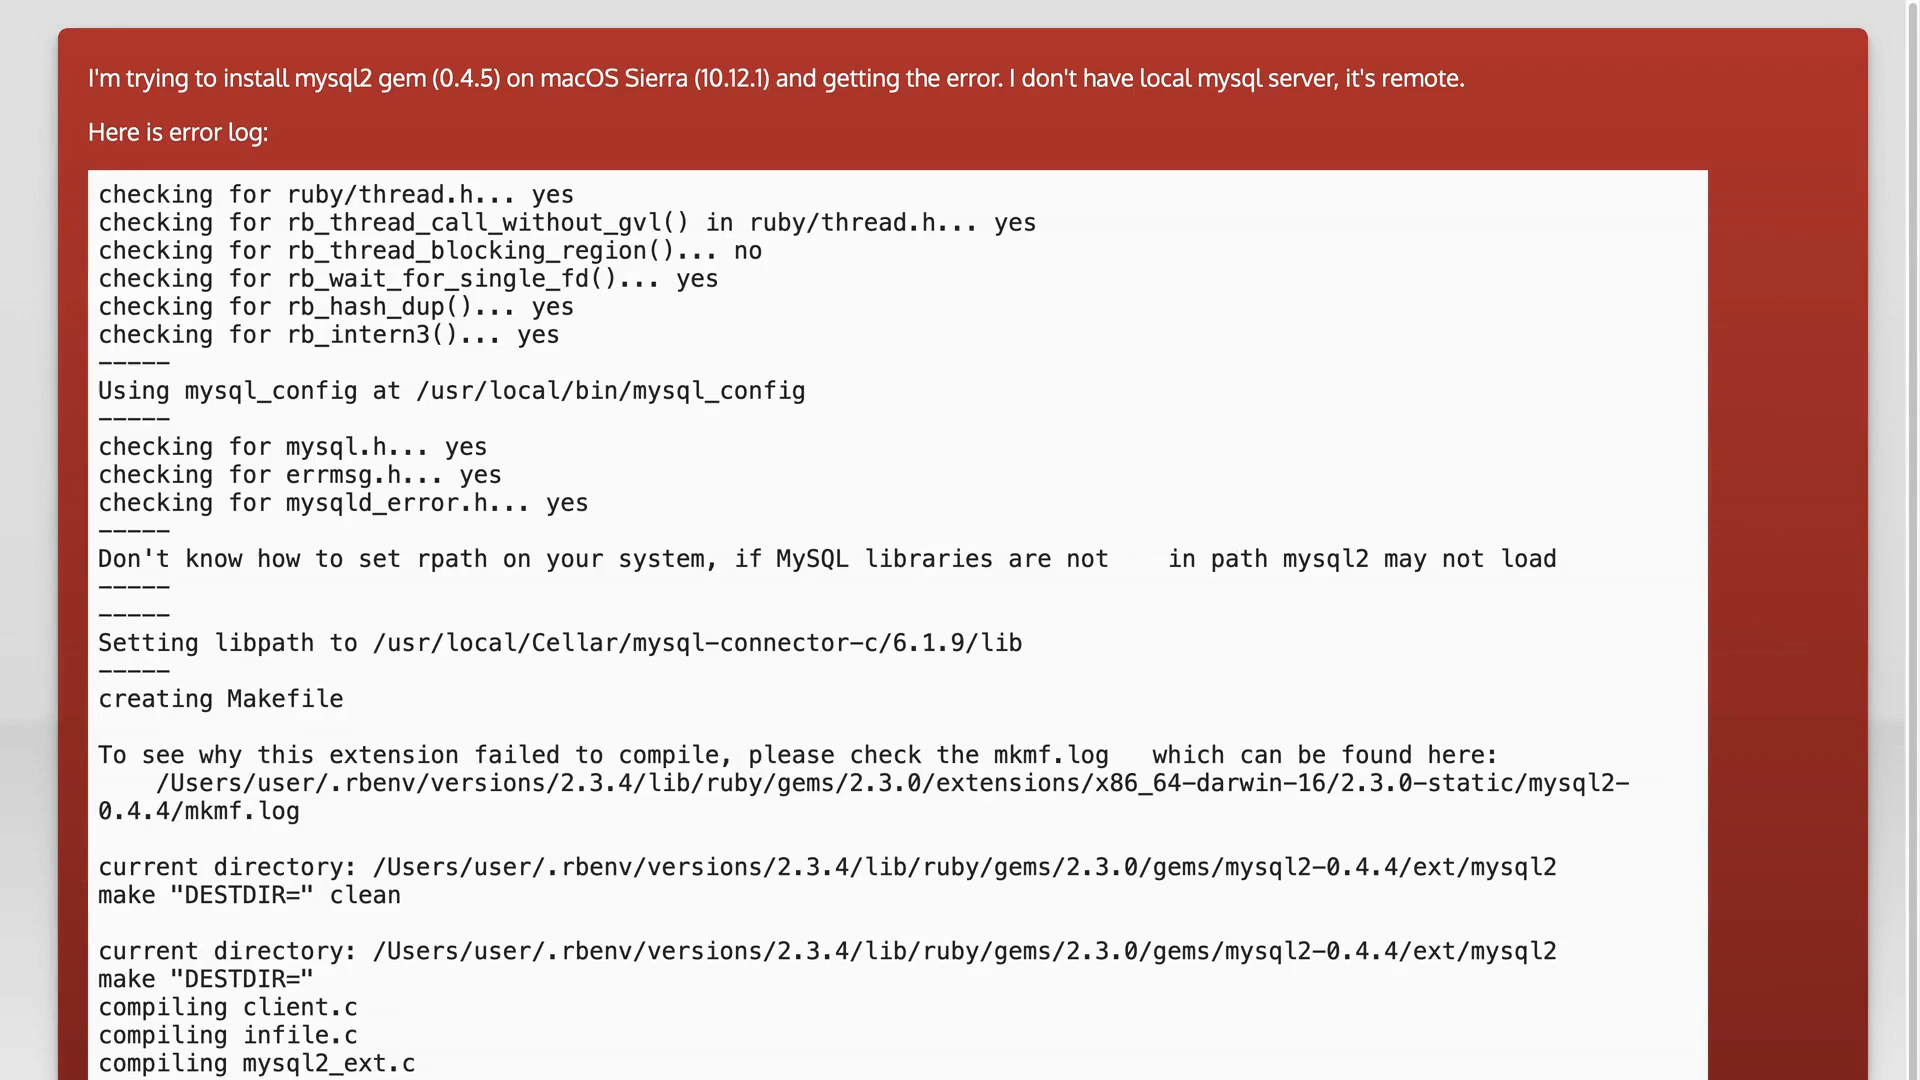 I'm trying to install mysql2 gem (0.4.5) on macOS Sierra (10.12.1) and getting the error. I don't have local mysql server, it's remote.
Here is error log:
checking for ruby/thread.h... yes
checking for rb_thread_call_without_gvl() in ruby/thread.h... yes
checking for rb_thread_blocking_region()... no
checking for rb_wait_for_single_fd()... yes
checking for rb_hash_dup()... yes
checking for rb_intern3()... yes
-----
Using mysql_config at /usr/local/bin/mysql_config
-----
checking for mysql.h... yes
checking for errmsg.h... yes
checking for mysqld_error.h... yes
-----
Don't know how to set rpath on your system, if MySQL libraries are not    in path mysql2 may not load
-----
-----
Setting libpath to /usr/local/Cellar/mysql-connector-c/6.1.9/lib
-----
creating Makefile
To see why this extension failed to compile, please check the mkmf.log   which can be found here:
    /Users/user/.rbenv/versions/2.3.4/lib/ruby/gems/2.3.0/extensions/x86_64-darwin-16/2.3.0-static/mysql2-
0.4.4/mkmf.log
current directory: /Users/user/.rbenv/versions/2.3.4/lib/ruby/gems/2.3.0/gems/mysql2-0.4.4/ext/mysql2
make "DESTDIR=" clean
current directory: /Users/user/.rbenv/versions/2.3.4/lib/ruby/gems/2.3.0/gems/mysql2-0.4.4/ext/mysql2
make "DESTDIR="
compiling client.c
compiling infile.c
compiling mysql2_ext.c